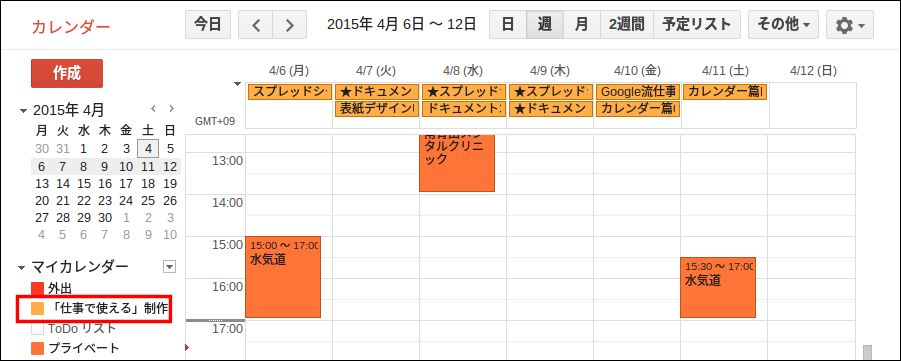 カレンダー
今日
2015年 4月 6日 ～ 12日
日
週
月
2週間
予定リスト
その他
作成
2015年 4月
月 火 水 木 金 土 日
30 31 1 2 3 4 5
6 7 8 9 10 11 12
13 14 15 16 17 18 19
20 21 22 23 24 25 26
27 28 29 30 1 2 3
4 5 6 7 8 9 10
マイカレンダー
外出
「仕事で使える」制作
ToDo リスト
プライベート
4/6 (月)
4/7 (火)
4/8 (水)
4/9 (木)
4/10 (金)
4/11 (土)
4/12 (日)
GMT+09
スプレッドシ
★ドキュメン
★スプレッド
★スプレッド
Google流仕事
カレンダー篇
表紙デザイン
ドキュメント
★ドキュメン
カレンダー篇
13:00
14:00
15:00
16:00
17:00
南青山メン
タルクリニ
ック
15:00 ～ 17:00
水気道
15:30 ～ 17:00
水気道